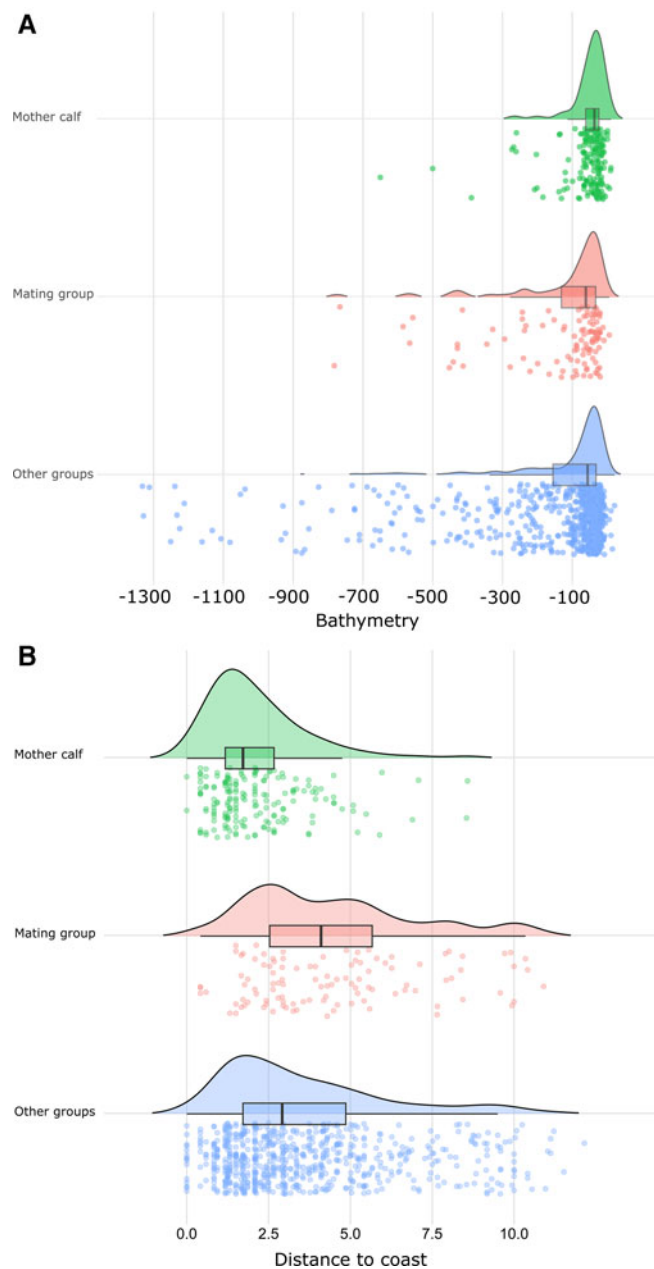 A
Mother calf
Mating group
Other groups
-1300 -1100 -900 -700 -500 -300 -100
Bathymetry
B
Mother calf
Mating group
Other groups
0.0 2.5 5.0 7.5 10.0
Distance to coast